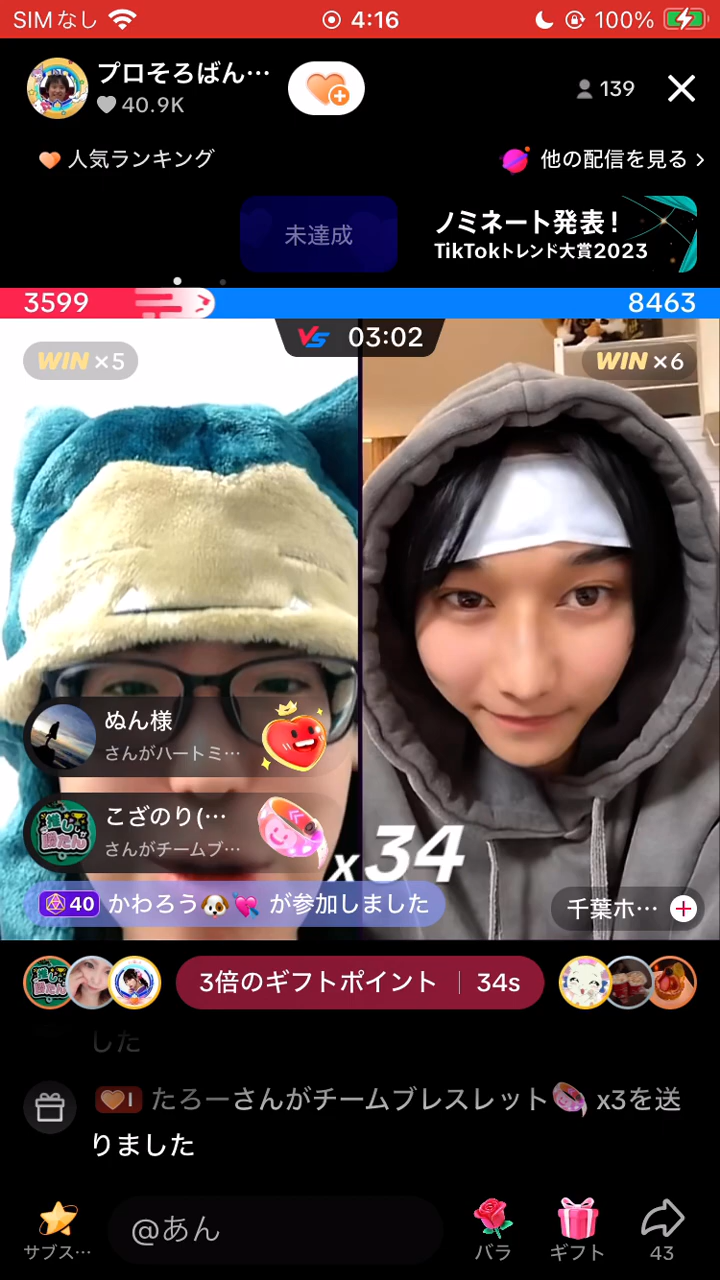 SIMなし 4:16 100%
プロそろばん…
40.9K
139
人気ランキング
他の配信を見る
未達成
ノミネート発表！
TikTokトレンド大賞2023
3599
8463
VS 03:02
WIN ×5
WIN ×6
ぬん様
さんがハートミ…
こざのり(…
さんがチームブ…
推ししか
勝たん
x34
40 かわろう🐶💘 が参加しました
千葉ホ…
3倍のギフトポイント | 34s
した
I たろーさんがチームブレスレット x3を送
りました
サブス…
@あん
バラ
ギフト
43